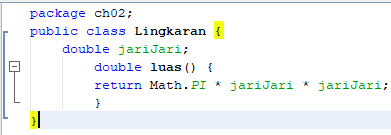 package ch02;
public class Lingkaran {
double jariJari;
double luas() {
return Math.PI * jariJari * jariJari;
}
}